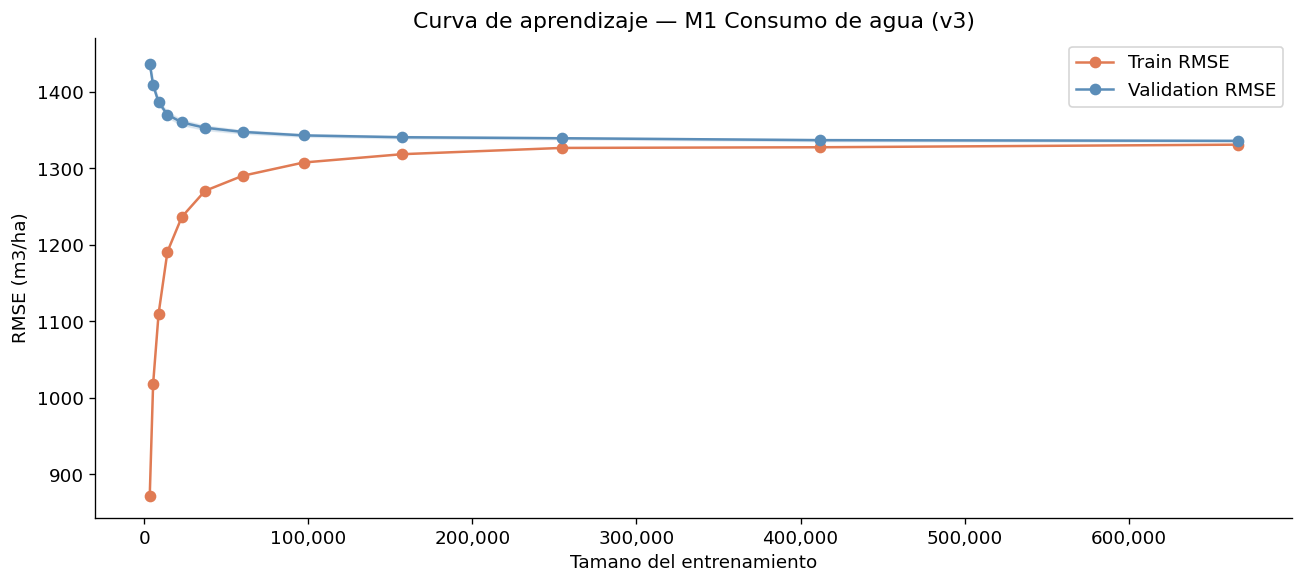 Curva de aprendizaje — M1 Consumo de agua (v3)
Train RMSE
Validation RMSE
RMSE (m3/ha)
1400
1300
1200
1100
1000
900
0
100,000
200,000
300,000
400,000
500,000
600,000
Tamano del entrenamiento